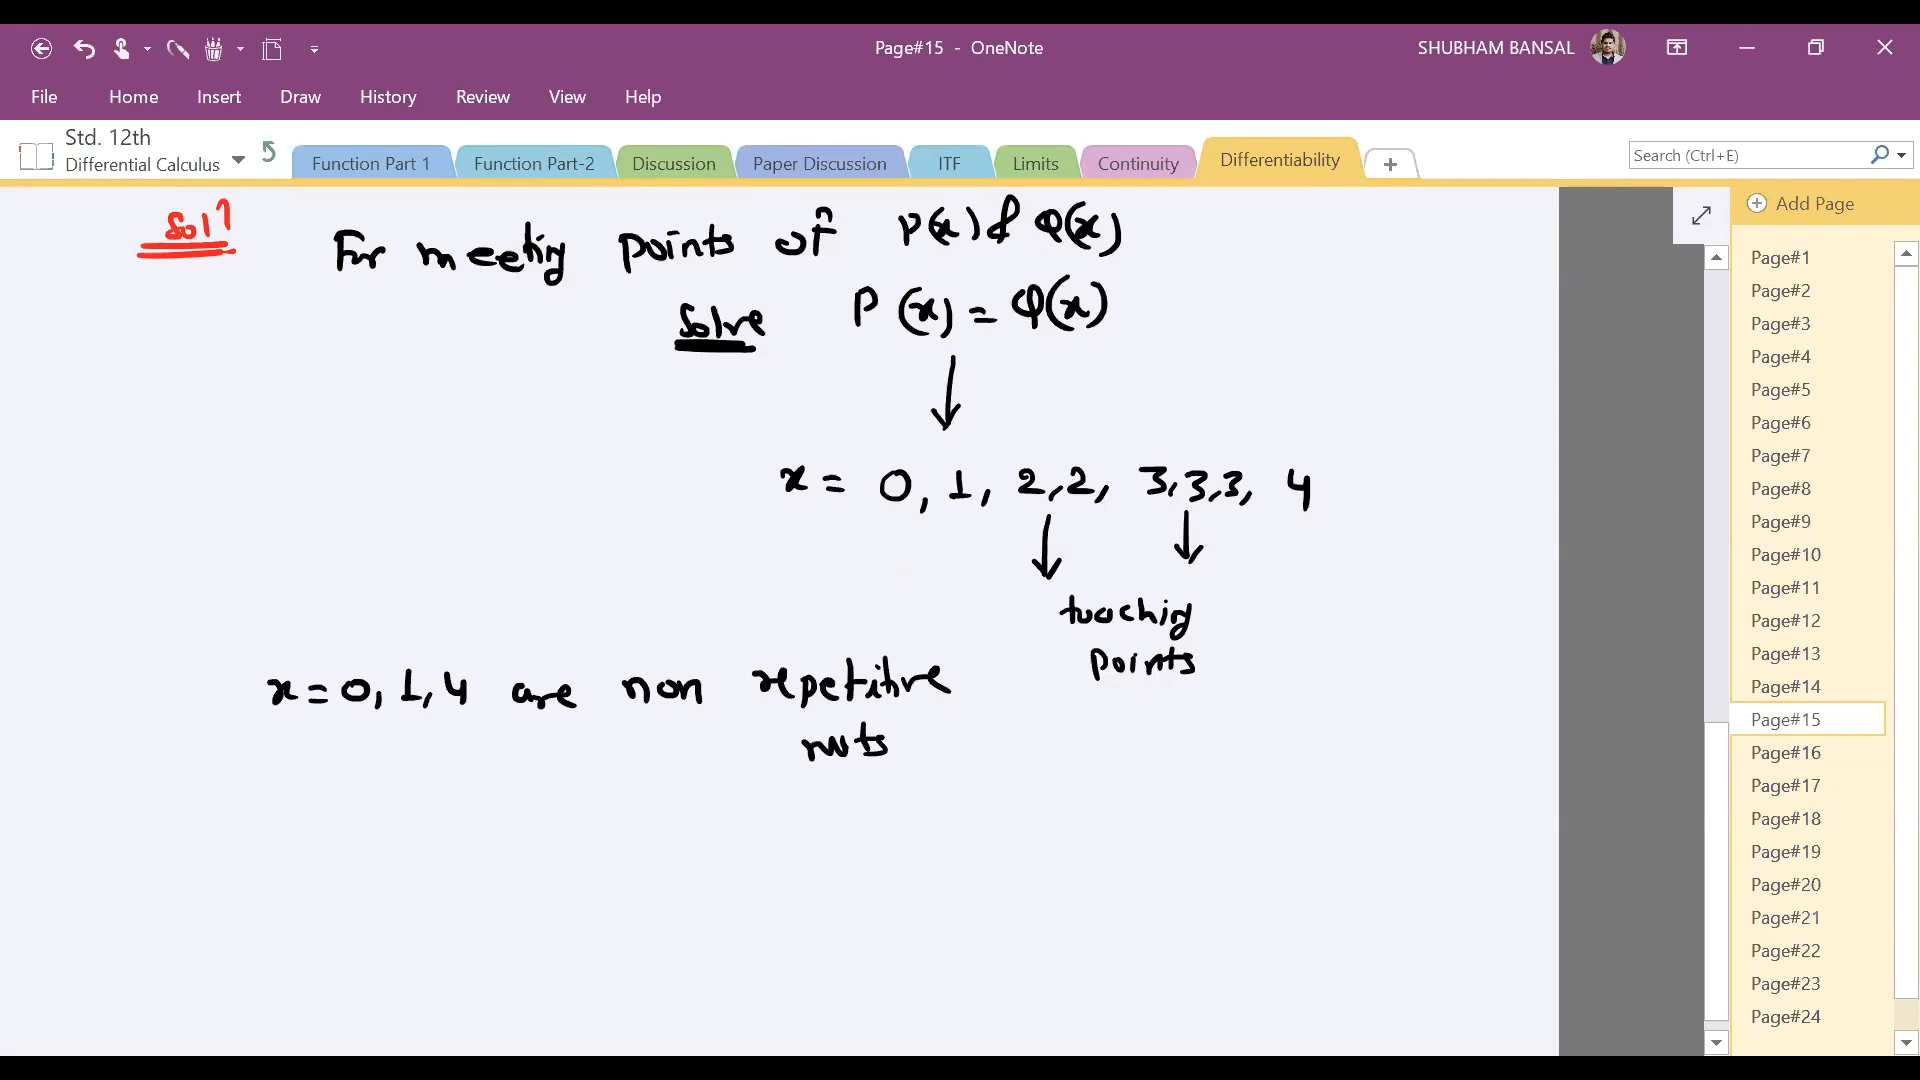 Page#15 - OneNote
SHUBHAM BANSAL
File Home Insert Draw History Review View Help
Std. 12th
Differential Calculus
Function Part 1
Function Part-2
Discussion
Paper Discussion
ITF
Limits
Continuity
Differentiability
+
Search (Ctrl+E)
Add Page
Page#1
Page#2
Page#3
Page#4
Page#5
Page#6
Page#7
Page#8
Page#9
Page#10
Page#11
Page#12
Page#13
Page#14
Page#15
Page#16
Page#17
Page#18
Page#19
Page#20
Page#21
Page#22
Page#23
Page#24
Solⁿ For meeting points of P(x) & Q(x)
Solve P(x) = Q(x)
x = 0, 1, 2,2, 3,3,3, 4
touching
points
x = 0, 1, 4 are non repetitive
roots